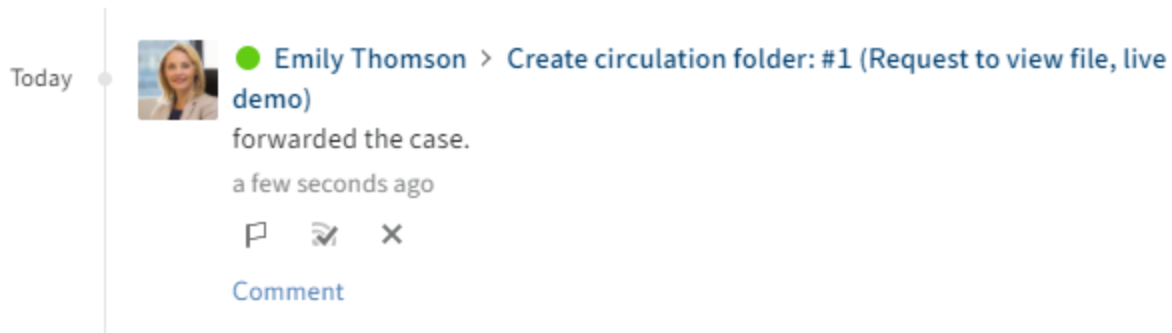 Today
Emily Thomson > Create circulation folder: #1 (Request to view file, live
demo)
forwarded the case.
a few seconds ago
Comment